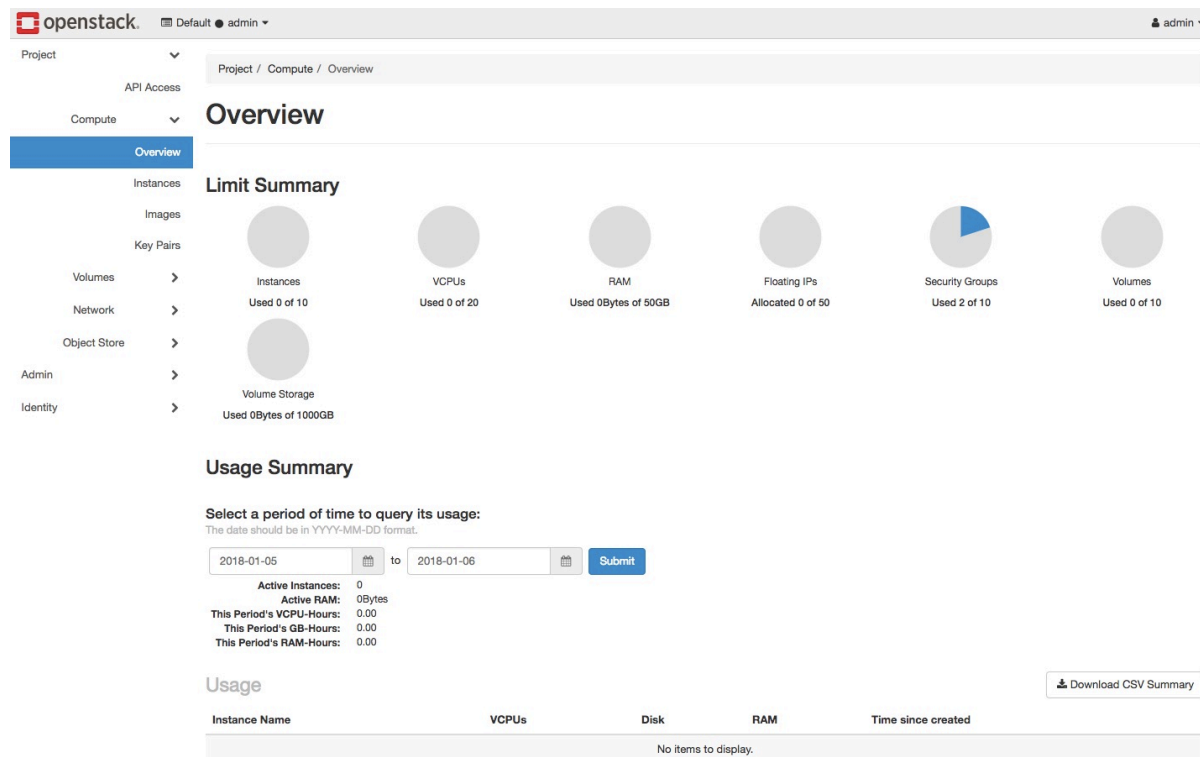 openstack. Default ● admin admin
Project
API Access
Compute
Overview
Instances
Images
Key Pairs
Volumes
Network
Object Store
Admin
Identity
Project / Compute / Overview
Overview
Limit Summary
Instances VCPUs RAM Floating IPs Security Groups Volumes
Used 0 of 10 Used 0 of 20 Used 0Bytes of 50GB Allocated 0 of 50 Used 2 of 10 Used 0 of 10
Volume Storage
Used 0Bytes of 1000GB
Usage Summary
Select a period of time to query its usage:
The date should be in YYYY-MM-DD format.
2018-01-05 to 2018-01-06 Submit
Active Instances: 0
Active RAM: 0Bytes
This Period's VCPU-Hours: 0.00
This Period's GB-Hours: 0.00
This Period's RAM-Hours: 0.00
Usage Download CSV Summary
Instance Name VCPUs Disk RAM Time since created
No items to display.